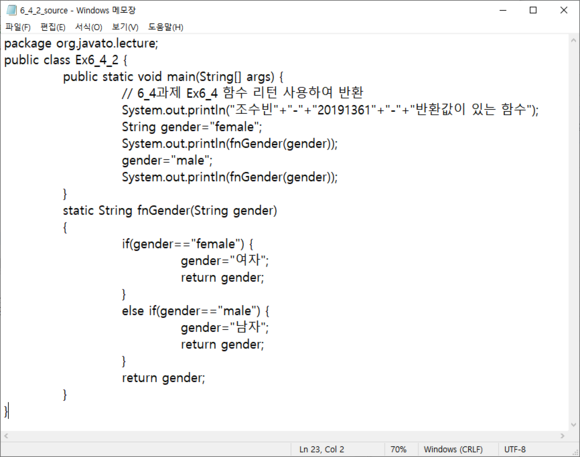 6_4_2_source - Windows 메모장
파일(F) 편집(E) 서식(O) 보기(V) 도움말(H)
package org.javato.lecture;
public class Ex6_4_2 {
public static void main(String[] args) {
// 6_4과제 Ex6_4 함수 리턴 사용하여 반환
System.out.println("조수빈"+"-"+"20191361"+"-"+"반환값이 있는 함수");
String gender="female";
System.out.println(fnGender(gender));
gender="male";
System.out.println(fnGender(gender));
}
static String fnGender(String gender)
{
if(gender=="female") {
gender="여자";
return gender;
}
else if(gender=="male") {
gender="남자";
return gender;
}
return gender;
}
}
Ln 23, Col 2 70% Windows (CRLF) UTF-8